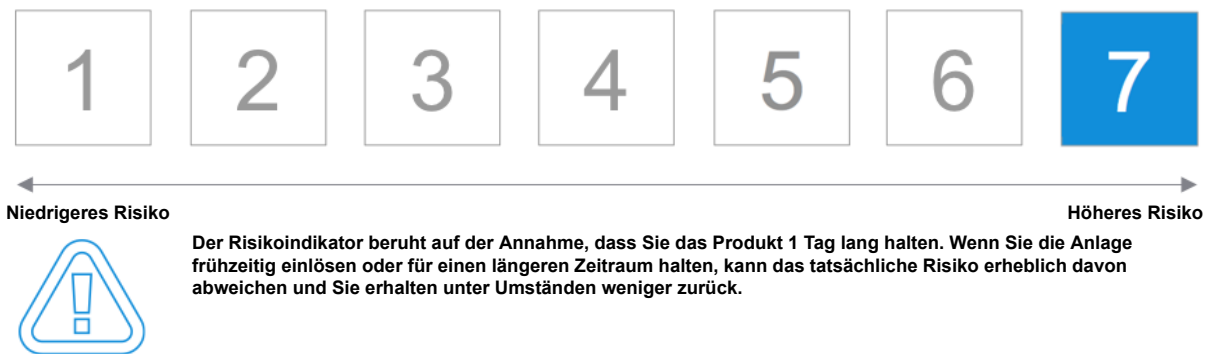 1 2 3 4 5 6 7
Niedrigeres Risiko Höheres Risiko
Der Risikoindikator beruht auf der Annahme, dass Sie das Produkt 1 Tag lang halten. Wenn Sie die Anlage
frühzeitig einlösen oder für einen längeren Zeitraum halten, kann das tatsächliche Risiko erheblich davon
abweichen und Sie erhalten unter Umständen weniger zurück.